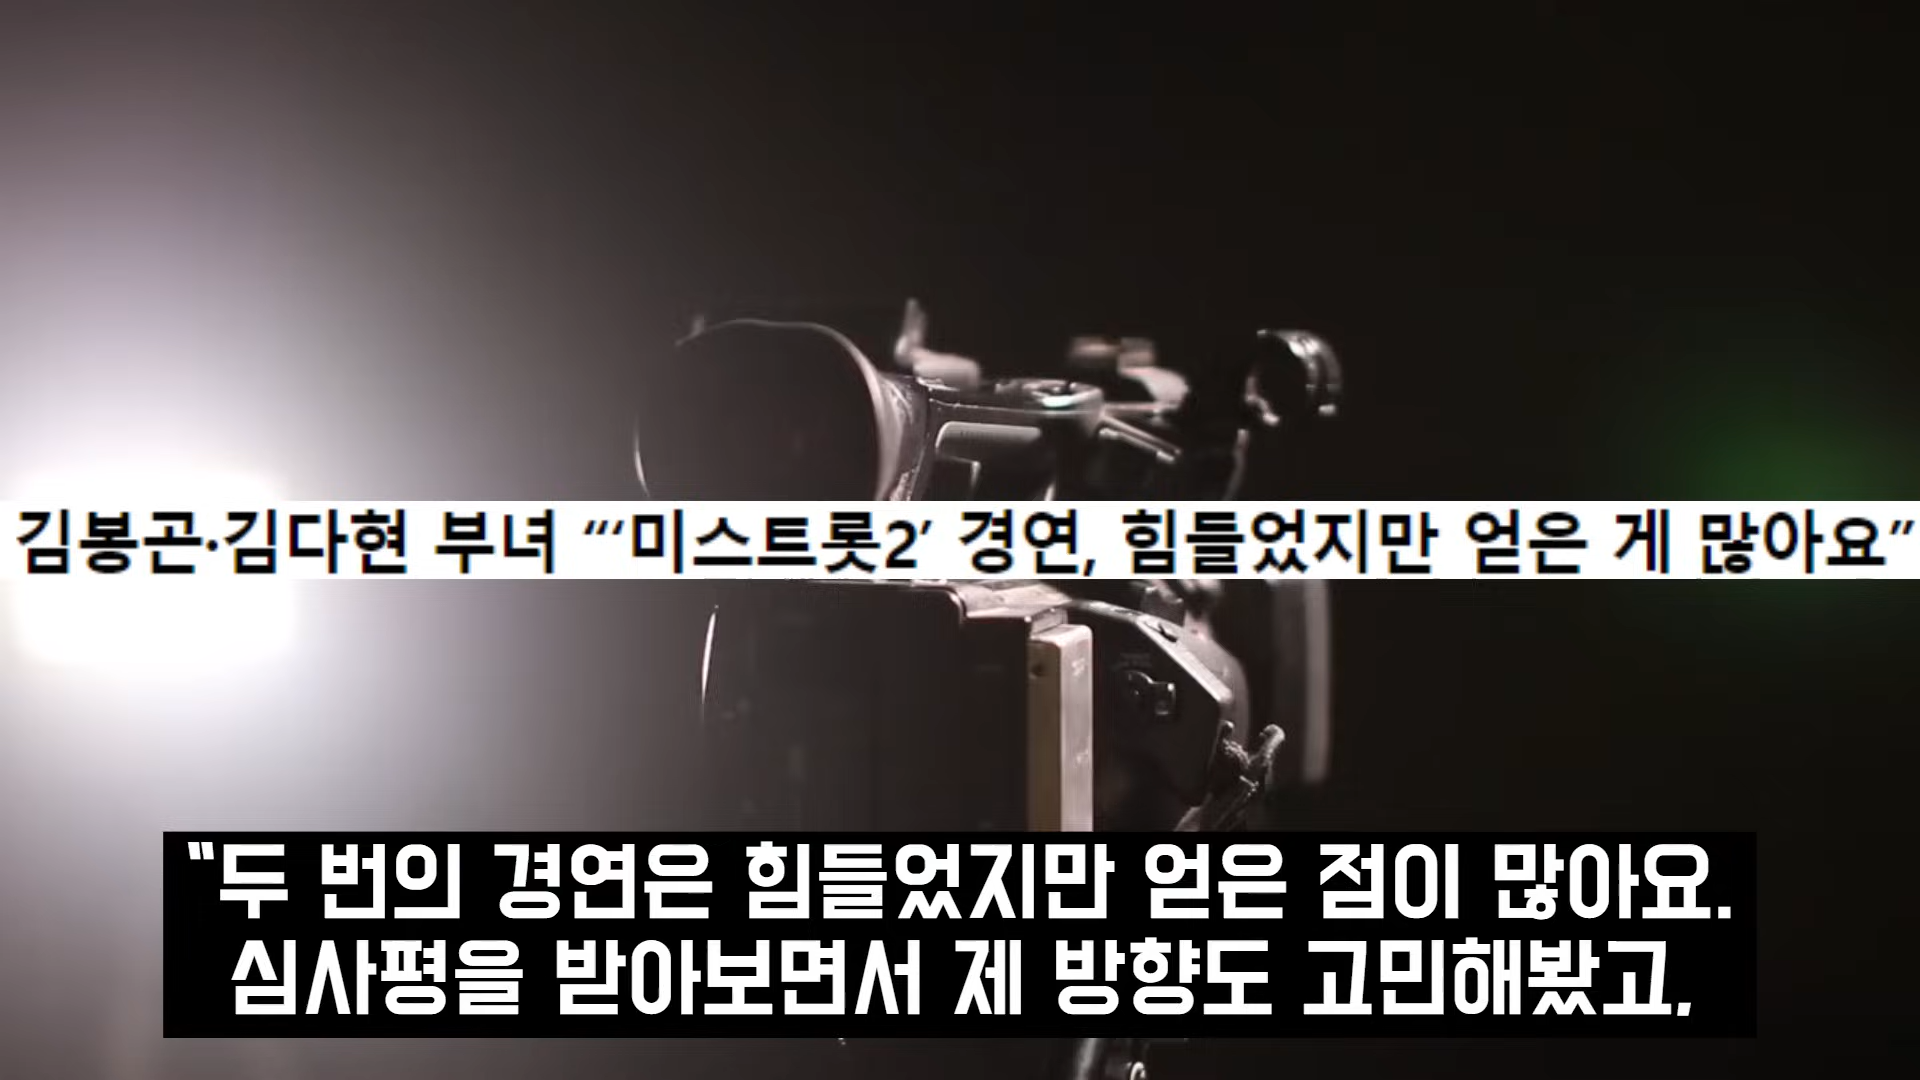 김봉곤·김다현 부녀 “‘미스트롯2’ 경연, 힘들었지만 얻은 게 많아요”
"두 번의 경연은 힘들었지만 얻은 점이 많아요.
심사평을 받아보면서 제 방향도 고민해봤고,